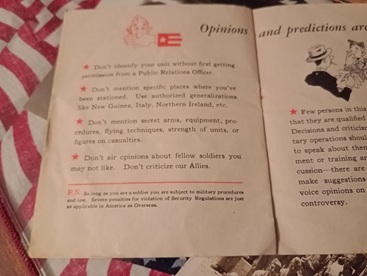 Opinions and predictions are
★ Don't identify your unit without first getting
permission from a Public Relations Officer.
★ Don't mention specific places where you've
been stationed. Use authorized generalizations
like New Guinea, Italy, Northern Ireland, etc.
★ Don't mention secret arms, equipment, pro-
cedures, flying techniques, strength of units, or
figures on casualties.
★ Don't air opinions about fellow soldiers you
may not like. Don't criticize our Allies.
P.S. So long as you are a soldier you are subject to military procedures
and law. Severe penalties for violation of Security Regulations are just
as applicable in America as Overseas.
★ Few persons in this
that they are qualified
Decisions and criticism
tary operations shoul
to speak about them
ment or training ar
cussion—there are
make suggestions
voice opinions on
controversy.